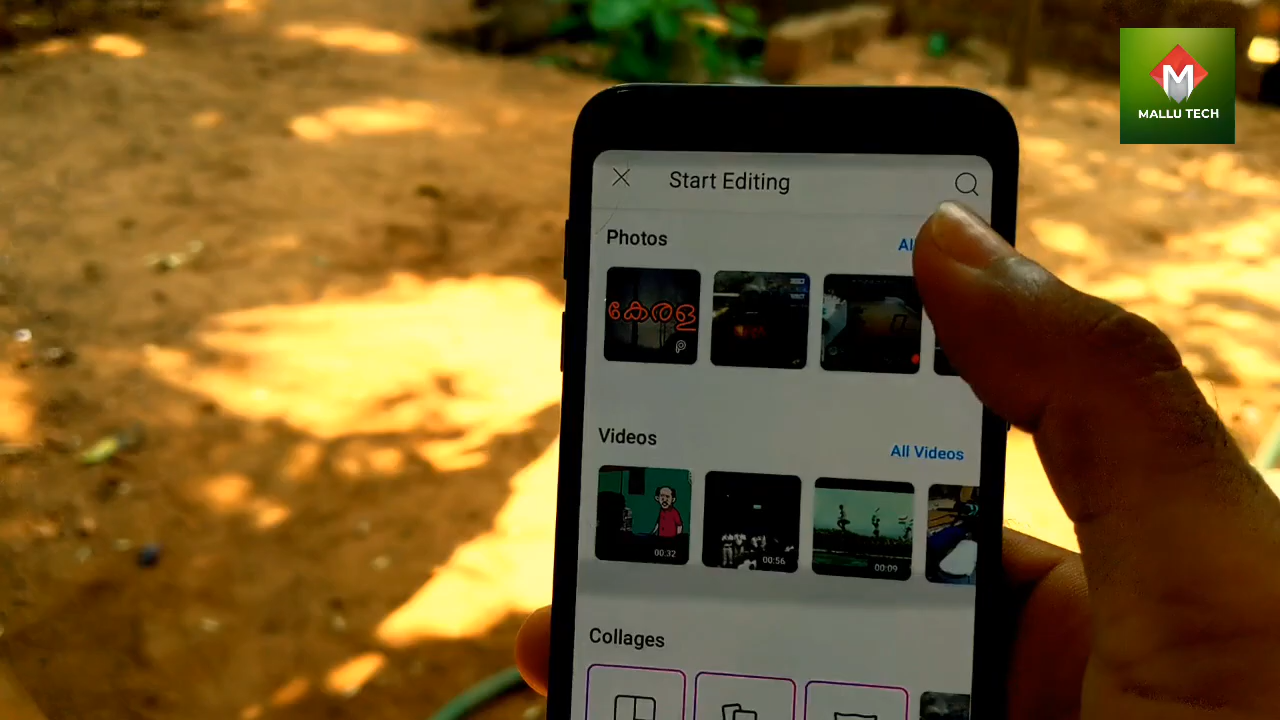 MALLU TECH
Start Editing
Photos
കേരള
Videos
All Videos
00:32
00:56
00:09
Collages